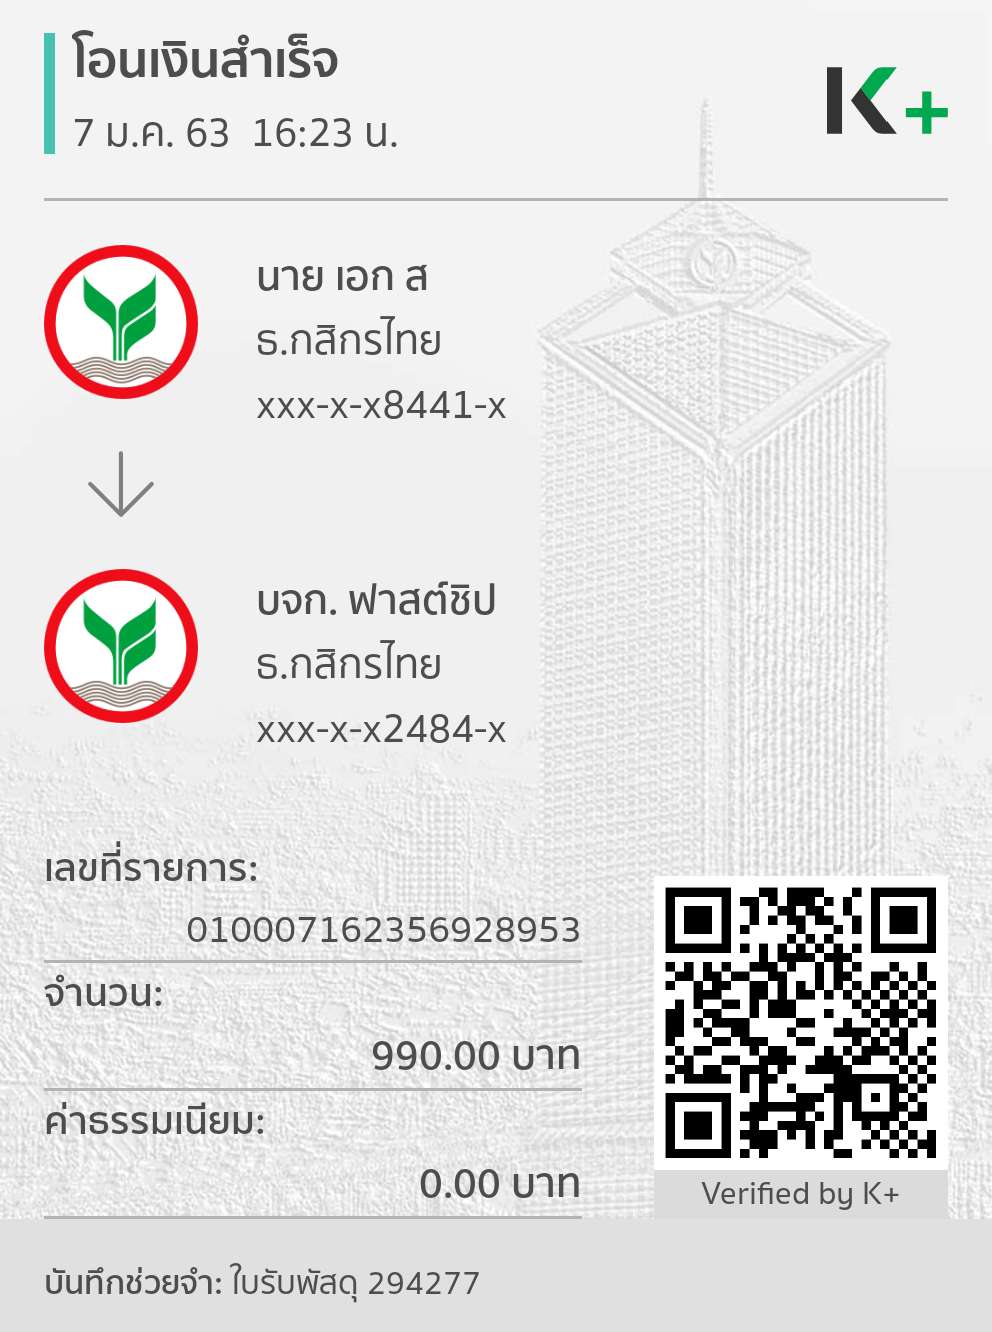 โอนเงินสำเร็จ
7 ม.ค. 63 16:23 น.
K+
นาย เอก ส
ธ.กสิกรไทย
xxx-x-x8441-x
บจก. ฟาสต์ชิป
ธ.กสิกรไทย
xxx-x-x2484-x
เลขที่รายการ:
010007162356928953
จำนวน:
990.00 บาท
ค่าธรรมเนียม:
0.00 บาท
Verified by K+
บันทึกช่วยจำ: ใบรับพัสดุ 294277